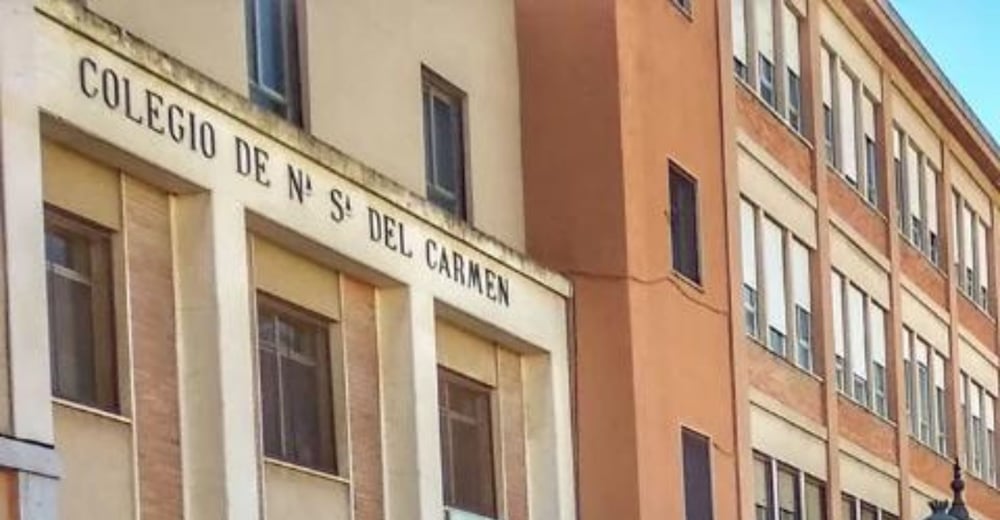 COLEGIO DE Nª Sª DEL CARMEN